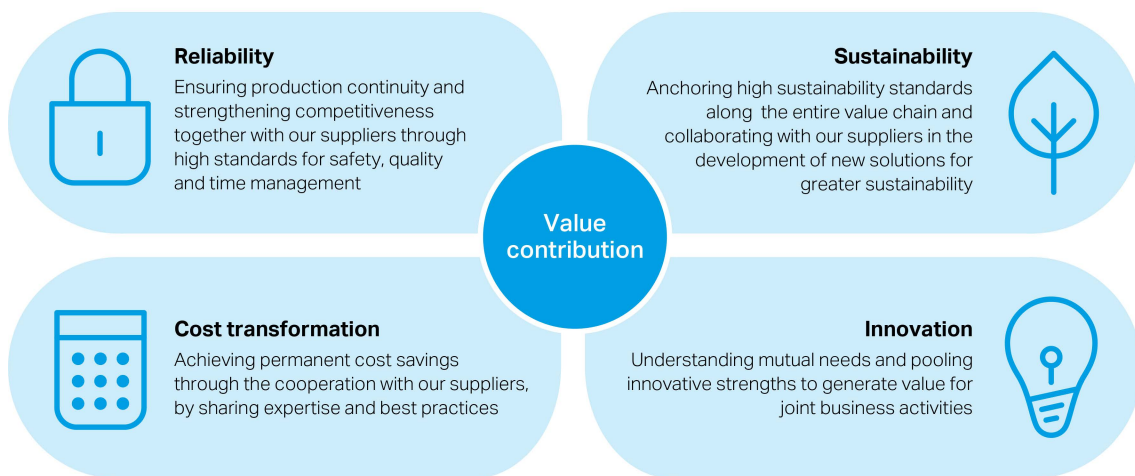 Reliability
Ensuring production continuity and
strengthening competitiveness
together with our suppliers through
high standards for safety, quality
and time management
Sustainability
Anchoring high sustainability standards
along the entire value chain and
collaborating with our suppliers in the
development of new solutions for
greater sustainability
Value
contribution
Cost transformation
Achieving permanent cost savings
through the cooperation with our suppliers,
by sharing expertise and best practices
Innovation
Understanding mutual needs and pooling
innovative strengths to generate value for
joint business activities